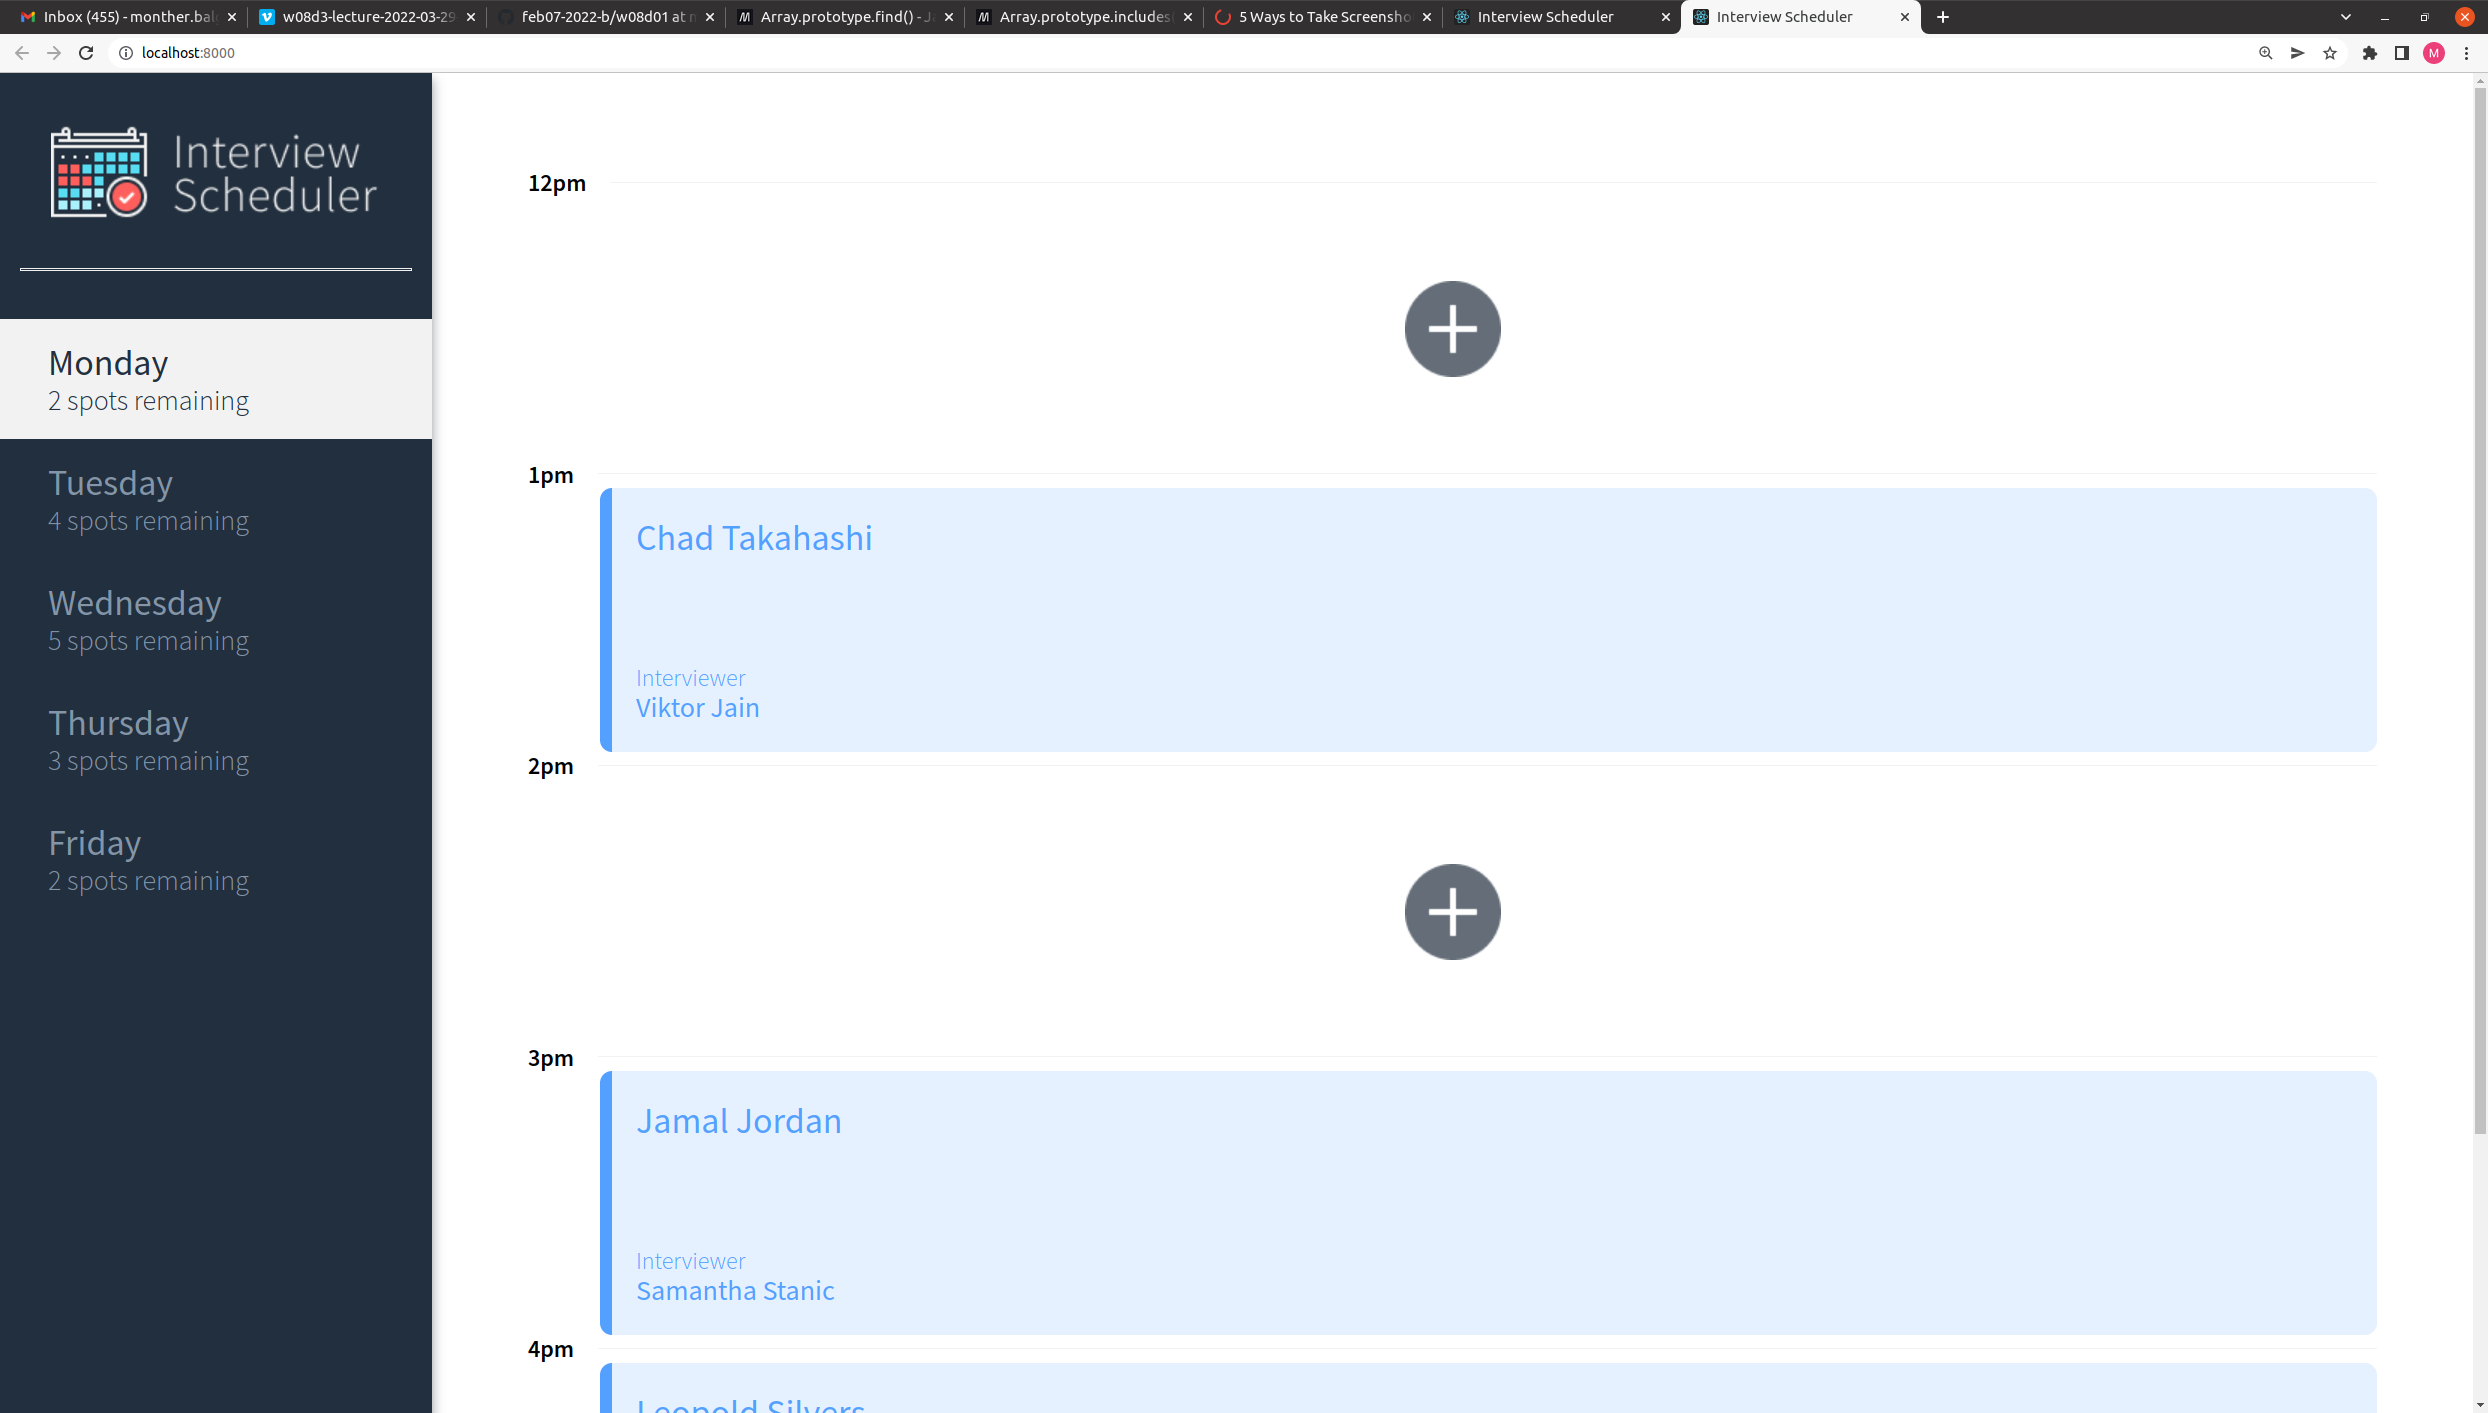 Inbox (455) - monther.bal
w08d3-lecture-2022-03-29
feb07-2022-b/w08d01 at
Array.prototype.find() - J
Array.prototype.includes(
5 Ways to Take Screensho
Interview Scheduler
Interview Scheduler
localhost:8000
M
Interview
Scheduler
Monday
2 spots remaining
Tuesday
4 spots remaining
Wednesday
5 spots remaining
Thursday
3 spots remaining
Friday
2 spots remaining
12pm
1pm
Chad Takahashi
Interviewer
Viktor Jain
2pm
3pm
Jamal Jordan
Interviewer
Samantha Stanic
4pm
Leopold Silvers